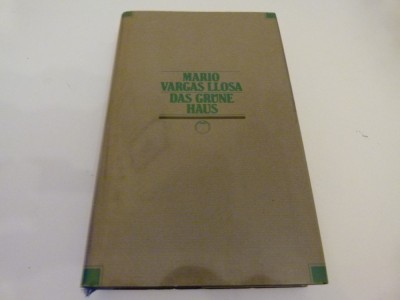 MARIO
VARGAS LLOSA
DAS GRÜNE
HAUS